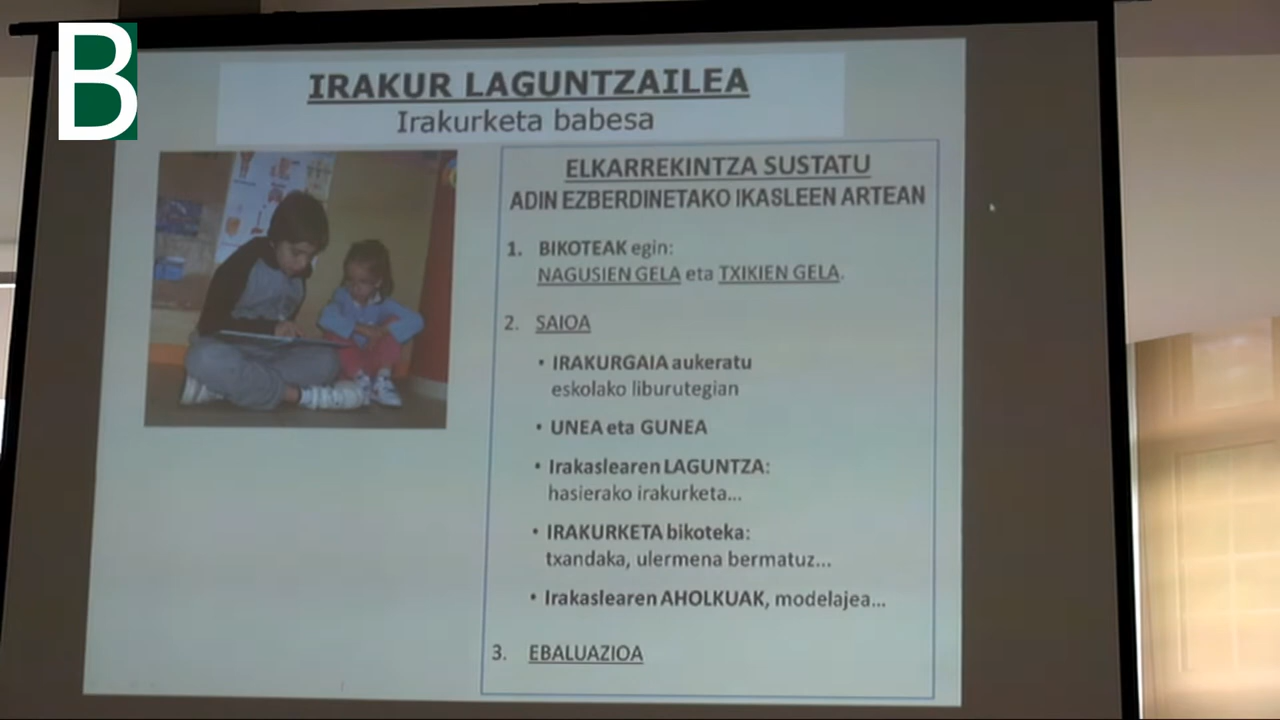 B
IRAKUR LAGUNTZAILEA
Irakurketa babesa
ELKARREKINTZA SUSTATU
ADIN EZBERDINETAKO IKASLEEN ARTEAN
1. BIKOTEAK egin:
NAGUSIEN GELA eta TXIKIEN GELA.
2. SAIOA
• IRAKURGAIA aukeratu
eskolako liburutegian
• UNEA eta GUNEA
• Irakaslearen LAGUNTZA:
hasierako irakurketa...
• IRAKURKETA bikoteka:
txandaka, ulermena bermatuz...
• Irakaslearen AHOLKUAK, modelajea...
3. EBALUAZIOA